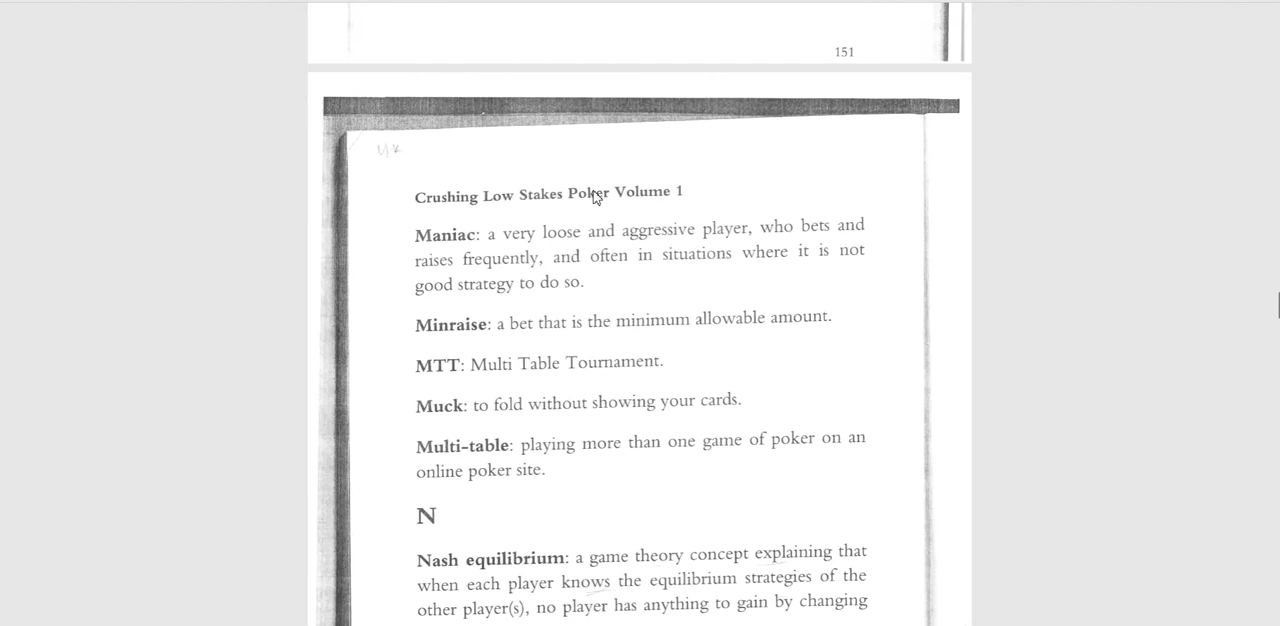 151
Crushing Low Stakes Poker Volume 1
Maniac: a very loose and aggressive player, who bets and
raises frequently, and often in situations where it is not
good strategy to do so.
Minraise: a bet that is the minimum allowable amount.
MTT: Multi Table Tournament.
Muck: to fold without showing your cards.
Multi-table: playing more than one game of poker on an
online poker site.
N
Nash equilibrium: a game theory concept explaining that
when each player knows the equilibrium strategies of the
other player(s), no player has anything to gain by changing